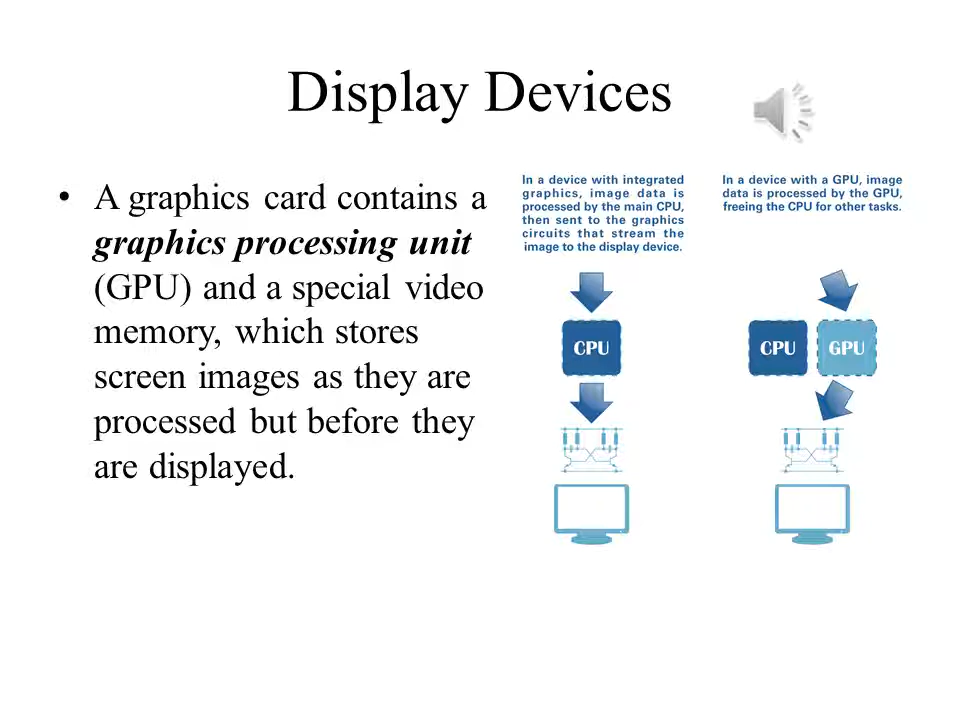 Display Devices
• A graphics card contains a
graphics processing unit
(GPU) and a special video
memory, which stores
screen images as they are
processed but before they
are displayed.
In a device with integrated
graphics, image data is
processed by the main CPU,
then sent to the graphics
circuits that stream the
image to the display device.
CPU
In a device with a GPU, image
data is processed by the GPU,
freeing the CPU for other tasks.
CPU GPU